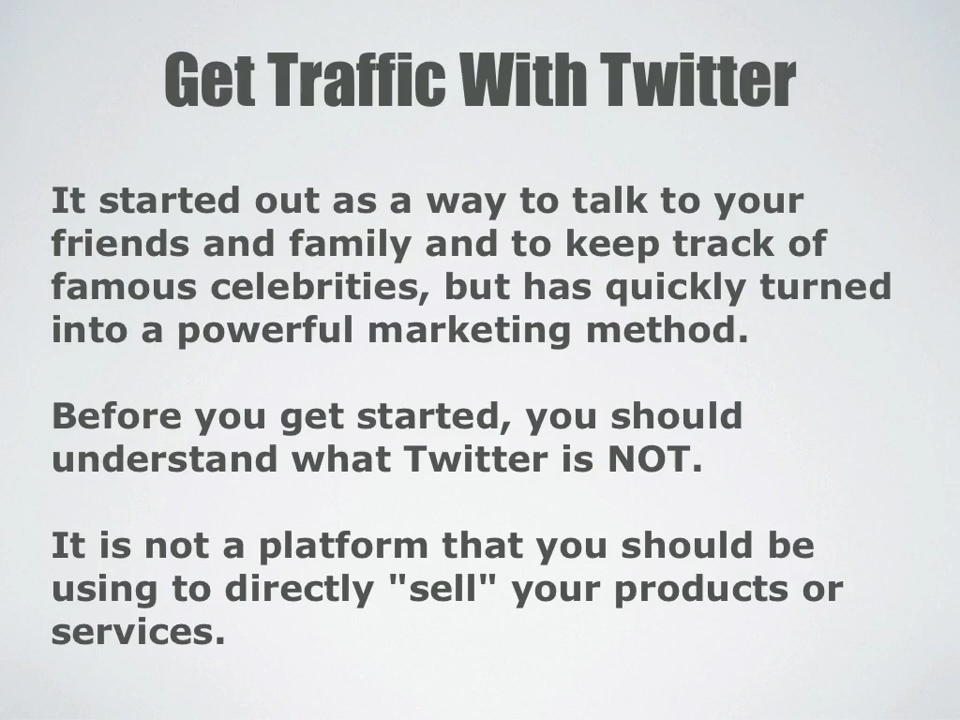 Get Traffic With Twitter
It started out as a way to talk to your
friends and family and to keep track of
famous celebrities, but has quickly turned
into a powerful marketing method.
Before you get started, you should
understand what Twitter is NOT.
It is not a platform that you should be
using to directly "sell" your products or
services.